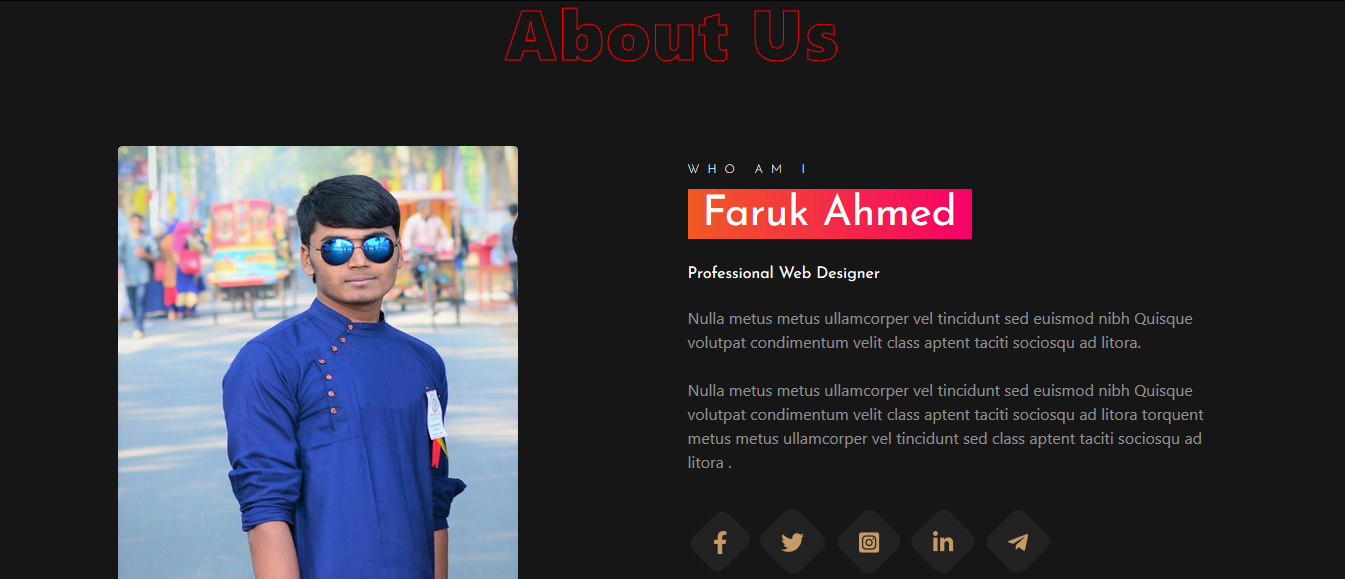 About Us
WHO AM I
Faruk Ahmed
Professional Web Designer
Nulla metus metus ullamcorper vel tincidunt sed euismod nibh Quisque
volutpat condimentum velit class aptent taciti sociosqu ad litora.
Nulla metus metus ullamcorper vel tincidunt sed euismod nibh Quisque
volutpat condimentum velit class aptent taciti sociosqu ad litora torquent
metus metus ullamcorper vel tincidunt sed class aptent taciti sociosqu ad
litora .